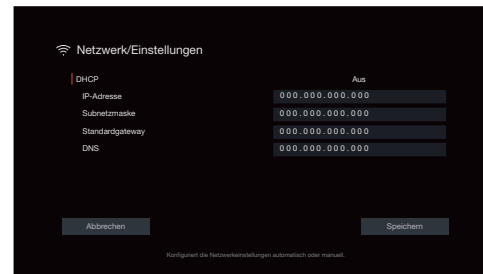 Netzwerk/Einstellungen
DHCP Aus
IP-Adresse 000.000.000.000
Subnetzmaske 000.000.000.000
Standardgateway 000.000.000.000
DNS 000.000.000.000
Abbrechen Speichern
Konfiguriert die Netzwerkeinstellungen automatisch oder manuell.